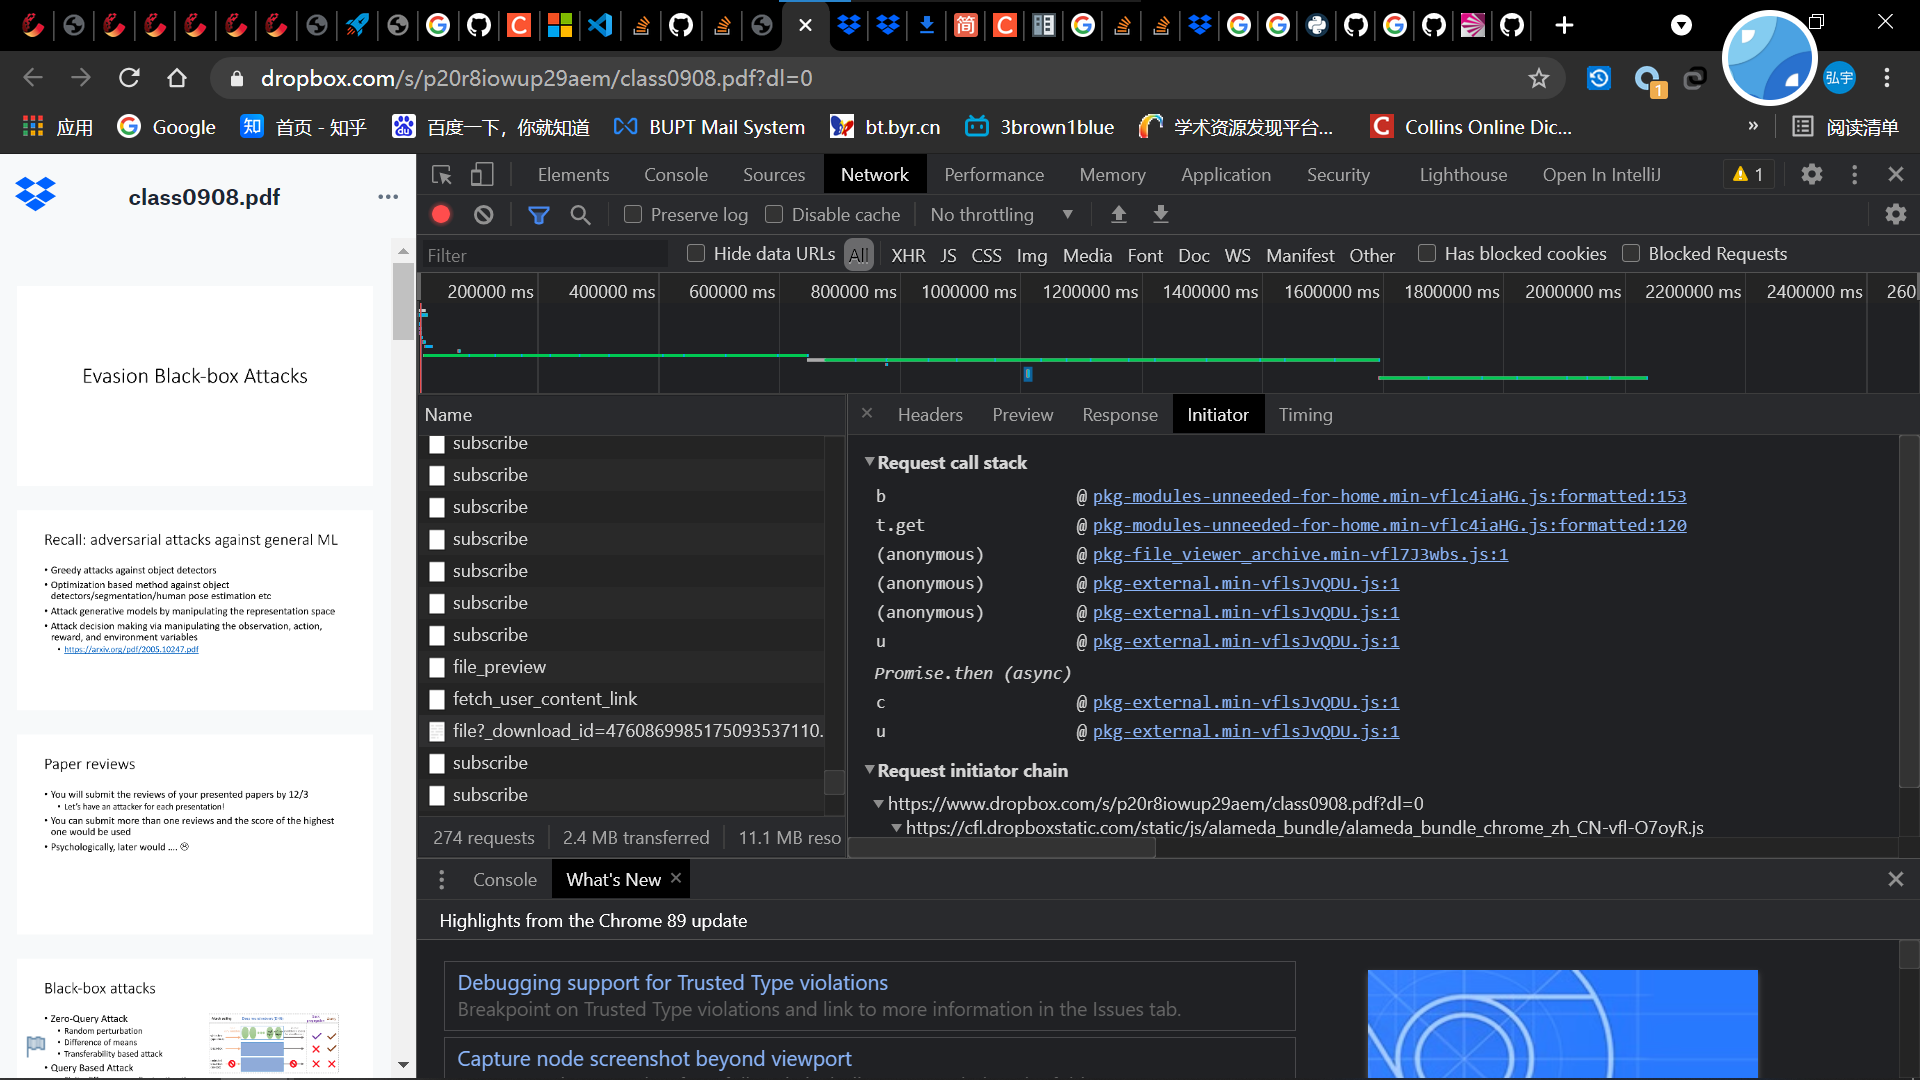 dropbox.com/s/p20r8iowup29aem/class0908.pdf?dl=0
1
弘宇
应用
Google
首页 - 知乎
百度一下，你就知道
BUPT Mail System
bt.byr.cn
3brown1blue
学术资源发现平台...
Collins Online Dic...
»
阅读清单
class0908.pdf
Evasion Black-box Attacks
Recall: adversarial attacks against general ML
• Greedy attacks against object detectors
• Optimization based method against object
detectors/segmentation/human pose estimation etc
• Attack generative models by manipulating the representation space
• Attack decision making via manipulating the observation, action,
reward, and environment variables
• https://arxiv.org/pdf/2005.10247.pdf
Paper reviews
• You will submit the reviews of your presented papers by 12/3
• Let's have an attacker for each presentation!
• You can submit more than one reviews and the score of the highest
one would be used
• Psychologically, later would .... ☹
Black-box attacks
• Zero-Query Attack
• Random perturbation
• Difference of means
• Transferability based attack
• Query Based Attack
Elements
Console
Sources
Network
Performance
Memory
Application
Security
Lighthouse
Open In IntelliJ
1
Preserve log
Disable cache
No throttling
Filter
Hide data URLs
All
XHR
JS
CSS
Img
Media
Font
Doc
WS
Manifest
Other
Has blocked cookies
Blocked Requests
200000 ms
400000 ms
600000 ms
800000 ms
1000000 ms
1200000 ms
1400000 ms
1600000 ms
1800000 ms
2000000 ms
2200000 ms
2400000 ms
260
Name
subscribe
subscribe
subscribe
subscribe
subscribe
subscribe
subscribe
file_preview
fetch_user_content_link
file?_download_id=4760869985175093537110.
subscribe
subscribe
274 requests
2.4 MB transferred
11.1 MB reso
Headers
Preview
Response
Initiator
Timing
Request call stack
b @ pkg-modules-unneeded-for-home.min-vflc4iaHG.js:formatted:153
t.get @ pkg-modules-unneeded-for-home.min-vflc4iaHG.js:formatted:120
(anonymous) @ pkg-file_viewer_archive.min-vfl7J3wbs.js:1
(anonymous) @ pkg-external.min-vflsJvQDU.js:1
(anonymous) @ pkg-external.min-vflsJvQDU.js:1
u @ pkg-external.min-vflsJvQDU.js:1
Promise.then (async)
c @ pkg-external.min-vflsJvQDU.js:1
u @ pkg-external.min-vflsJvQDU.js:1
Request initiator chain
https://www.dropbox.com/s/p20r8iowup29aem/class0908.pdf?dl=0
https://cfl.dropboxstatic.com/static/js/alameda_bundle/alameda_bundle_chrome_zh_CN-vfl-O7oyR.js
Console
What's New
Highlights from the Chrome 89 update
Debugging support for Trusted Type violations
Breakpoint on Trusted Type violations and link to more information in the Issues tab.
Capture node screenshot beyond viewport